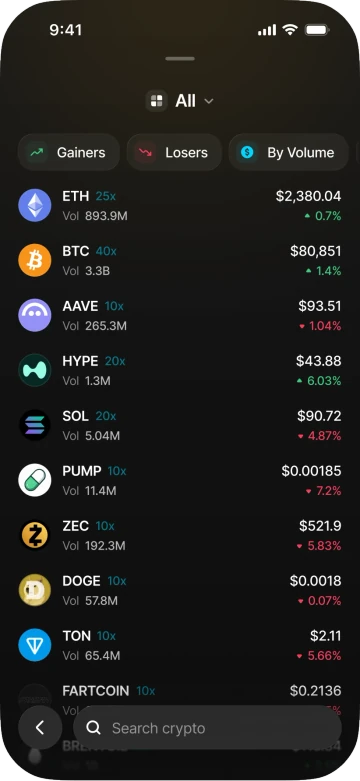 9:41
All
Gainers Losers By Volume
ETH 25x $2,380.04
Vol 893.9M 0.7%
BTC 40x $80,851
Vol 3.3B 1.4%
AAVE 10x $93.51
Vol 265.3M 1.04%
HYPE 20x $43.88
Vol 1.3M 6.03%
SOL 20x $90.72
Vol 5.04M 4.87%
PUMP 10x $0.00185
Vol 11.4M 7.2%
ZEC 10x $521.9
Vol 192.3M 5.83%
DOGE 10x $0.0018
Vol 57.8M 0.07%
TON 10x $2.11
Vol 65.4M 5.66%
FARTCOIN 10x $0.2136
Search crypto